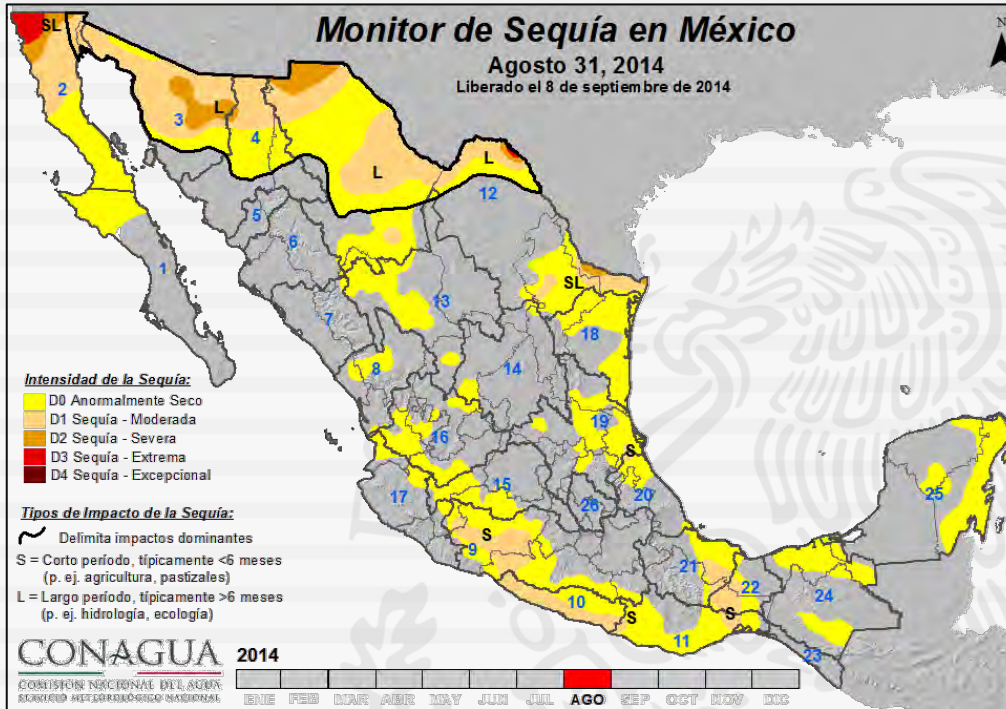 Monitor de Sequía en México
Agosto 31, 2014
Liberado el 8 de septiembre de 2014
N
SL
2
3
L
4
L
L
12
5
6
1
7
13
SL
18
8
14
19
16
S
17
15
26
20
25
S
9
21
22
10
S
S
24
11
23
Intensidad de la Sequía:
D0 Anormalmente Seco
D1 Sequía - Moderada
D2 Sequía - Severa
D3 Sequía - Extrema
D4 Sequía - Excepcional
Tipos de Impacto de la Sequía:
Delimita impactos dominantes
S = Corto período, típicamente <6 meses
(p. ej. agricultura, pastizales)
L = Largo período, típicamente >6 meses
(p. ej. hidrología, ecología)
CONAGUA
COMISIÓN NACIONAL DEL AGUA
SERVICIO METEOROLÓGICO NACIONAL
2014
ENE FEB MAR ABR MAY JUN JUL AGO SEP OCT NOV DIC